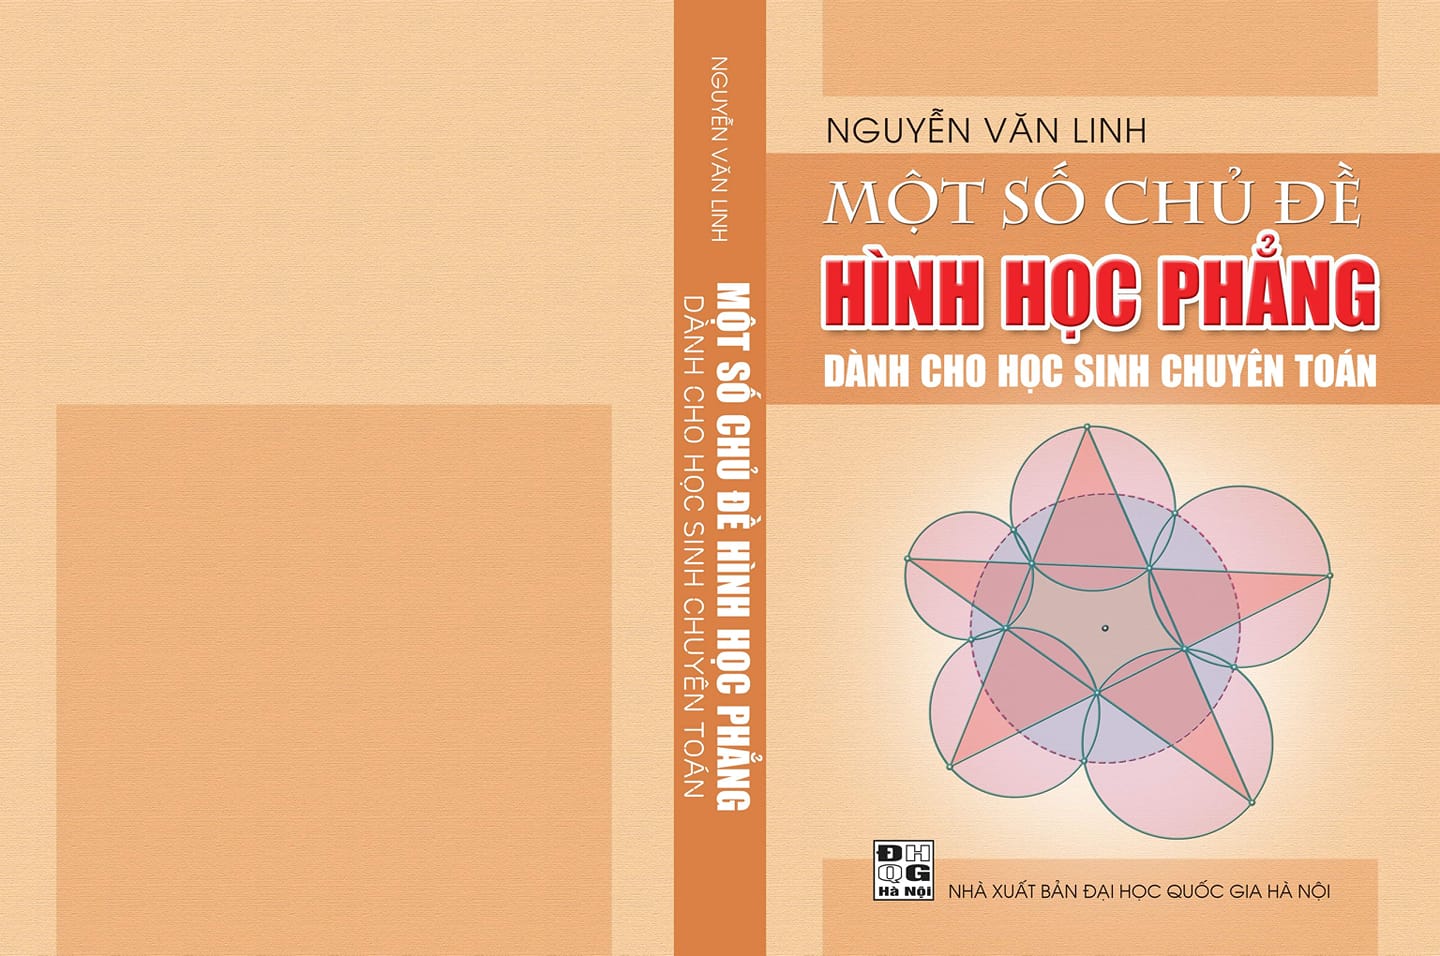 NGUYỄN VĂN LINH
MỘT SỐ CHỦ ĐỀ HÌNH HỌC PHẲNG
DÀNH CHO HỌC SINH CHUYÊN TOÁN
NGUYỄN VĂN LINH
MỘT SỐ CHỦ ĐỀ
HÌNH HỌC PHẲNG
DÀNH CHO HỌC SINH CHUYÊN TOÁN
ĐH
QG
Hà Nội
NHÀ XUẤT BẢN ĐẠI HỌC QUỐC GIA HÀ NỘI